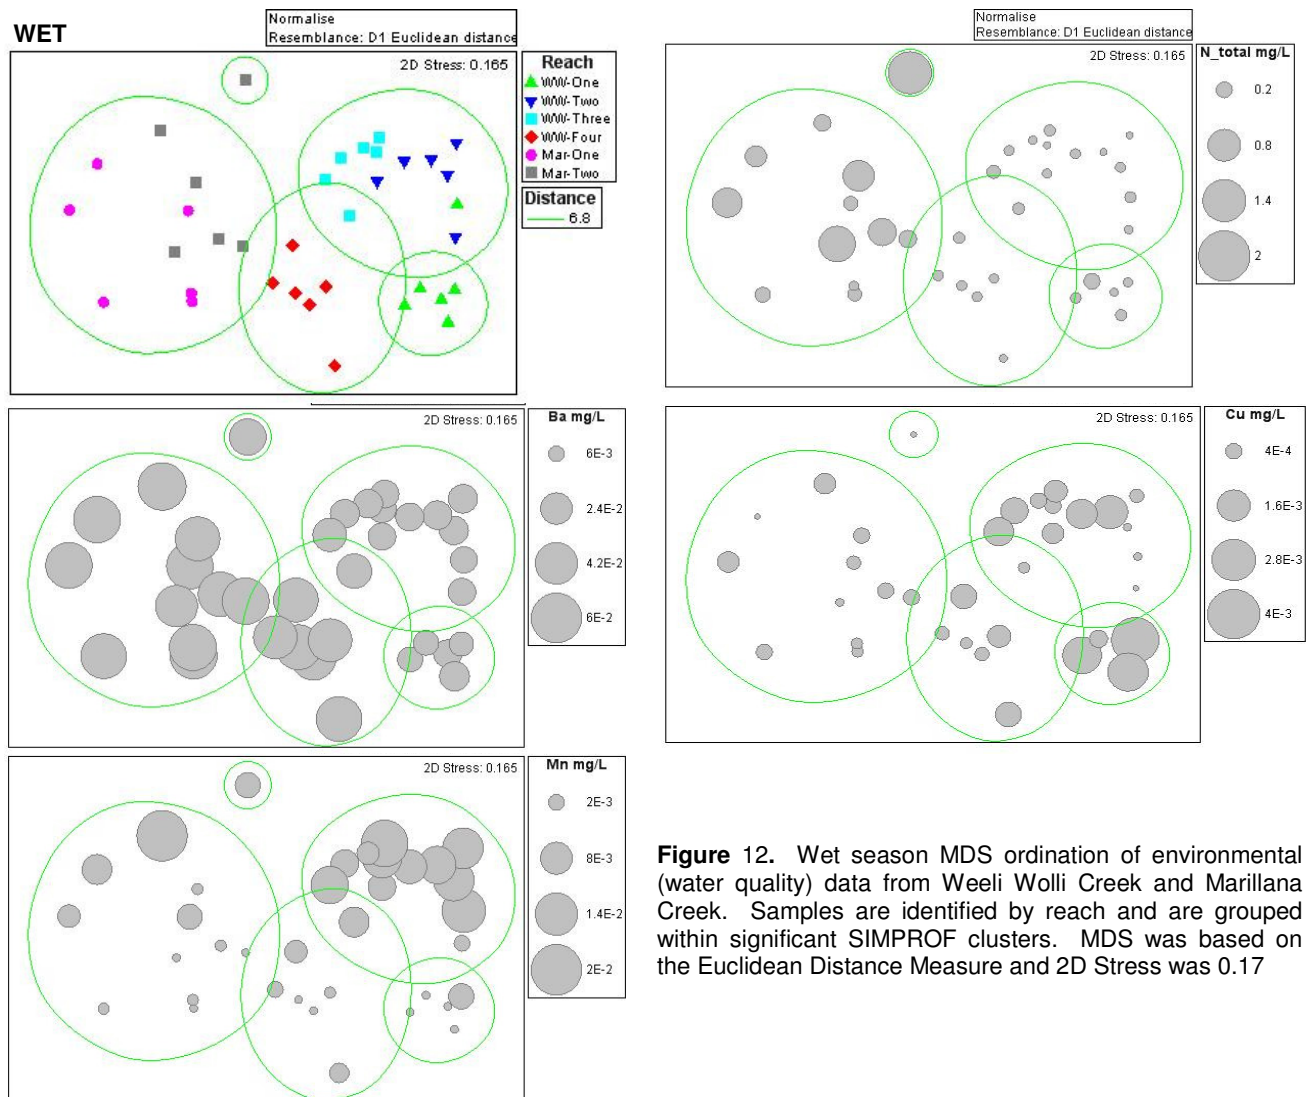 WET
Normalise
Resemblance: D1 Euclidean distance
2D Stress: 0.165
Reach
WW-One
WW-Two
WW-Three
WW-Four
Mar-One
Mar-Two
Distance
6.8
Normalise
Resemblance: D1 Euclidean distance
2D Stress: 0.165
N_total mg/L
0.2
0.8
1.4
2
2D Stress: 0.165
Ba mg/L
6E-3
2.4E-2
4.2E-2
6E-2
2D Stress: 0.165
Cu mg/L
4E-4
1.6E-3
2.8E-3
4E-3
2D Stress: 0.165
Mn mg/L
2E-3
8E-3
1.4E-2
2E-2
Figure 12. Wet season MDS ordination of environmental
(water quality) data from Weeli Wolli Creek and Marillana
Creek. Samples are identified by reach and are grouped
within significant SIMPROF clusters. MDS was based on
the Euclidean Distance Measure and 2D Stress was 0.17